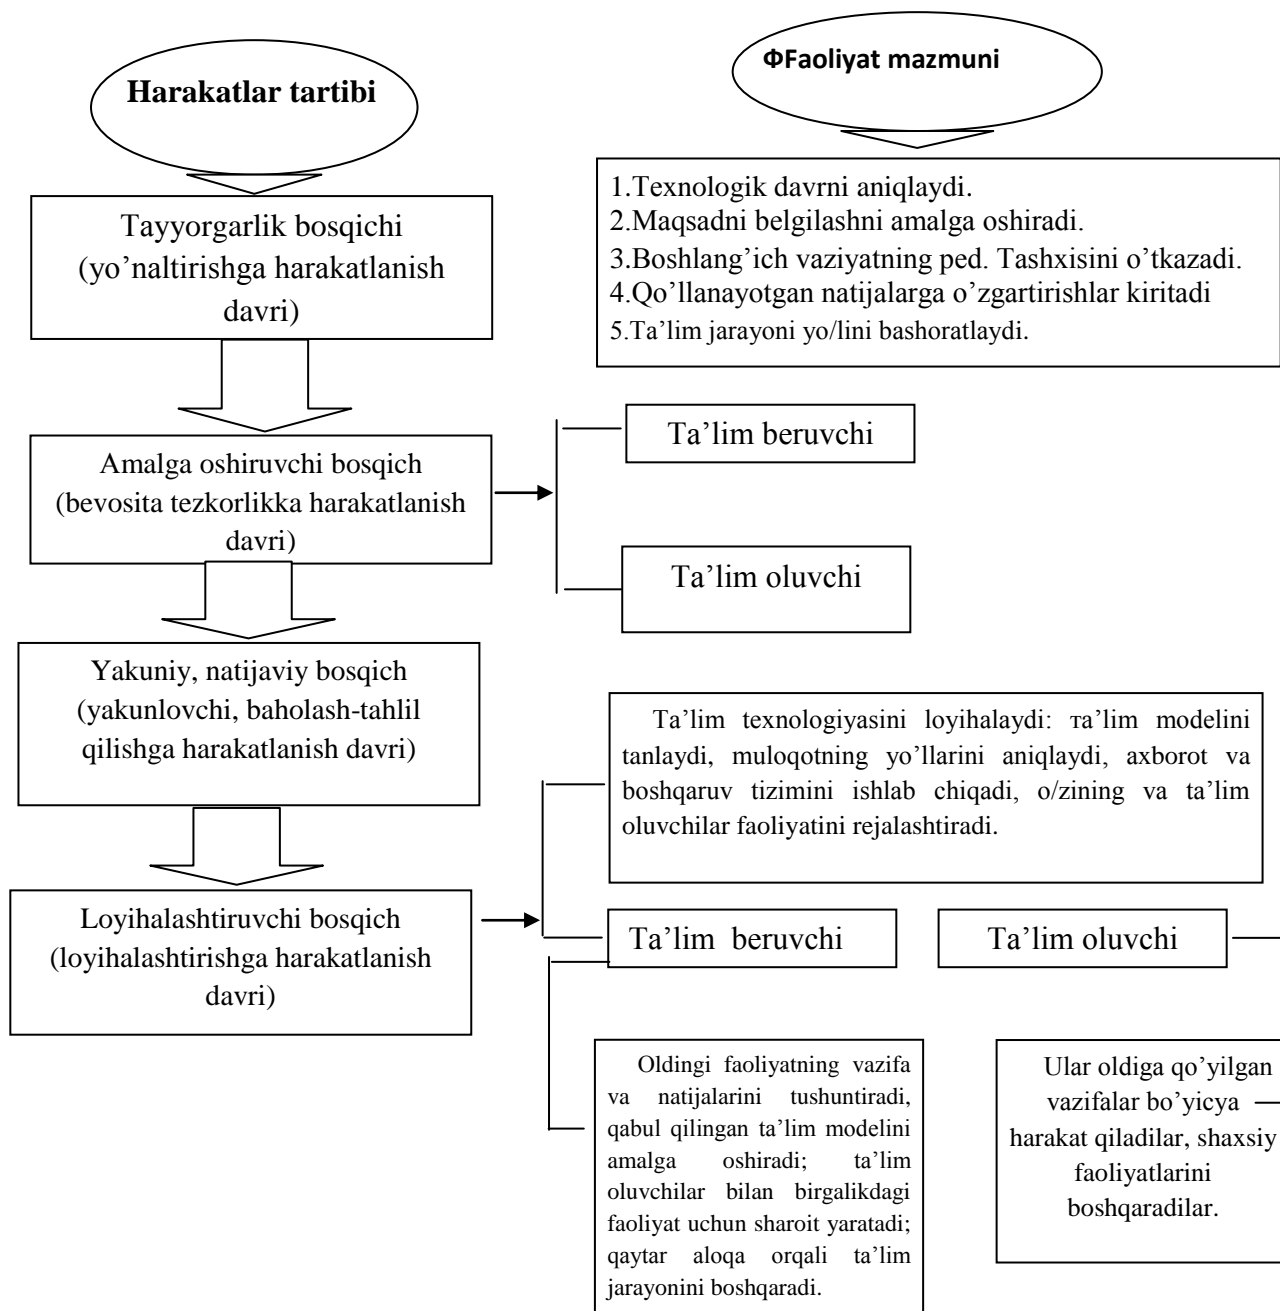 Harakatlar tartibi
ФFaoliyat mazmuni
Tayyorgarlik bosqichi
(yo’naltirishga harakatlanish
davri)
1.Texnologik davrni aniqlaydi.
2.Maqsadni belgilashni amalga oshiradi.
3.Boshlang’ich vaziyatning ped. Tashxisini o’tkazadi.
4.Qo’llanayotgan natijalarga o’zgartirishlar kiritadi
5.Ta’lim jarayoni yo/lini bashoratlaydi.
Amalga oshiruvchi bosqich
(bevosita tezkorlikka harakatlanish
davri)
Ta’lim beruvchi
Ta’lim oluvchi
Yakuniy, natijaviy bosqich
(yakunlovchi, baholash-tahlil
qilishga harakatlanish davri)
Ta’lim texnologiyasini loyihalaydi: та’lim modelini
tanlaydi, muloqotning yo’llarini aniqlaydi, axborot va
boshqaruv tizimini ishlab chiqadi, o/zining va ta’lim
oluvchilar faoliyatini rejalashtiradi.
Loyihalashtiruvchi bosqich
(loyihalashtirishga harakatlanish
davri)
Ta’lim beruvchi
Ta’lim oluvchi
Oldingi faoliyatning vazifa
va natijalarini tushuntiradi,
qabul qilingan ta’lim modelini
amalga oshiradi; ta’lim
oluvchilar bilan birgalikdagi
faoliyat uchun sharoit yaratadi;
qaytar aloqa orqali ta’lim
jarayonini boshqaradi.
Ular oldiga qo’yilgan
vazifalar bo’yicya
harakat qiladilar, shaxsiy
faoliyatlarini
boshqaradilar.